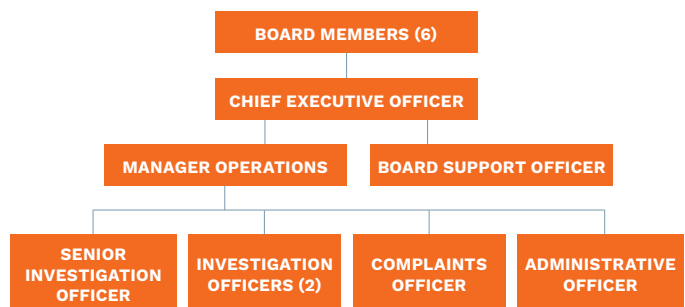 BOARD MEMBERS (6)
CHIEF EXECUTIVE OFFICER
MANAGER OPERATIONS
BOARD SUPPORT OFFICER
SENIOR
INVESTIGATION
OFFICER
INVESTIGATION
OFFICERS (2)
COMPLAINTS
OFFICER
ADMINISTRATIVE
OFFICER